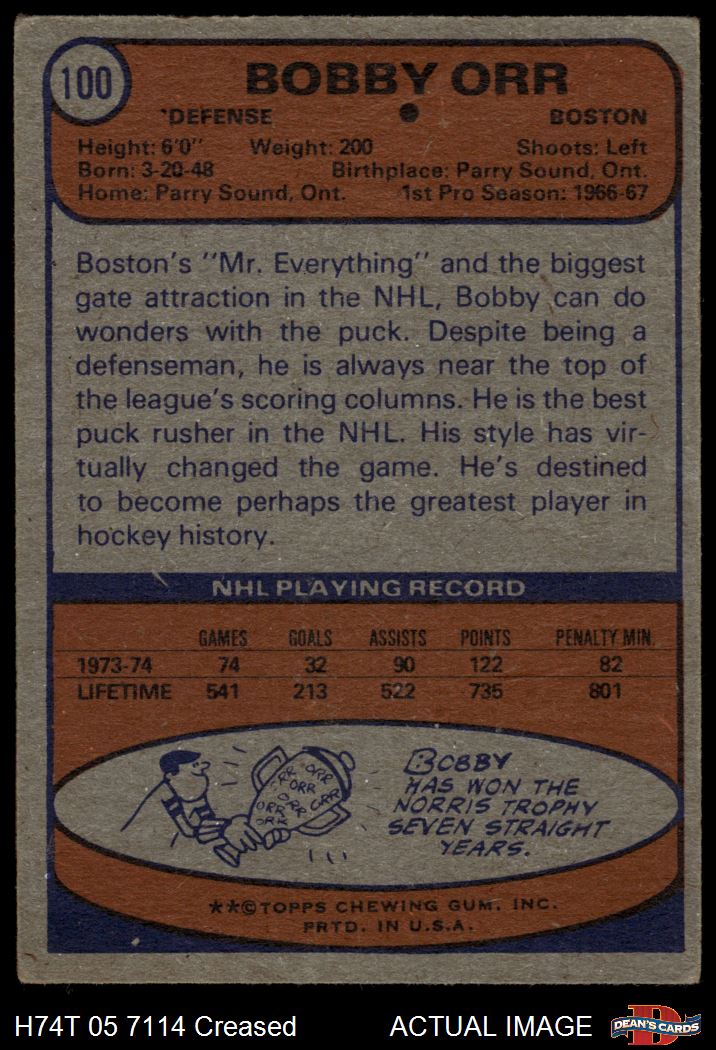 100
BOBBY ORR
DEFENSE BOSTON
Height: 6'0" Weight: 200 Shoots: Left
Born: 3-20-48 Birthplace: Parry Sound, Ont.
Home: Parry Sound, Ont. 1st Pro Season: 1966-67
Boston's "Mr. Everything" and the biggest
gate attraction in the NHL, Bobby can do
wonders with the puck. Despite being a
defenseman, he is always near the top of
the league's scoring columns. He is the best
puck rusher in the NHL. His style has vir-
tually changed the game. He's destined
to become perhaps the greatest player in
hockey history.
NHL PLAYING RECORD
GAMES GOALS ASSISTS POINTS PENALTY MIN.
1973-74 74 32 90 122 82
LIFETIME 541 213 522 735 801
ORR ORR
ORR
ORR ORR
ORR
ORR
BOBBY
HAS WON THE
NORRIS TROPHY
SEVEN STRAIGHT
YEARS.
**©TOPPS CHEWING GUM, INC.
PRTD. IN U.S.A.
H74T 05 7114 Creased ACTUAL IMAGE
DEAN'S CARDS